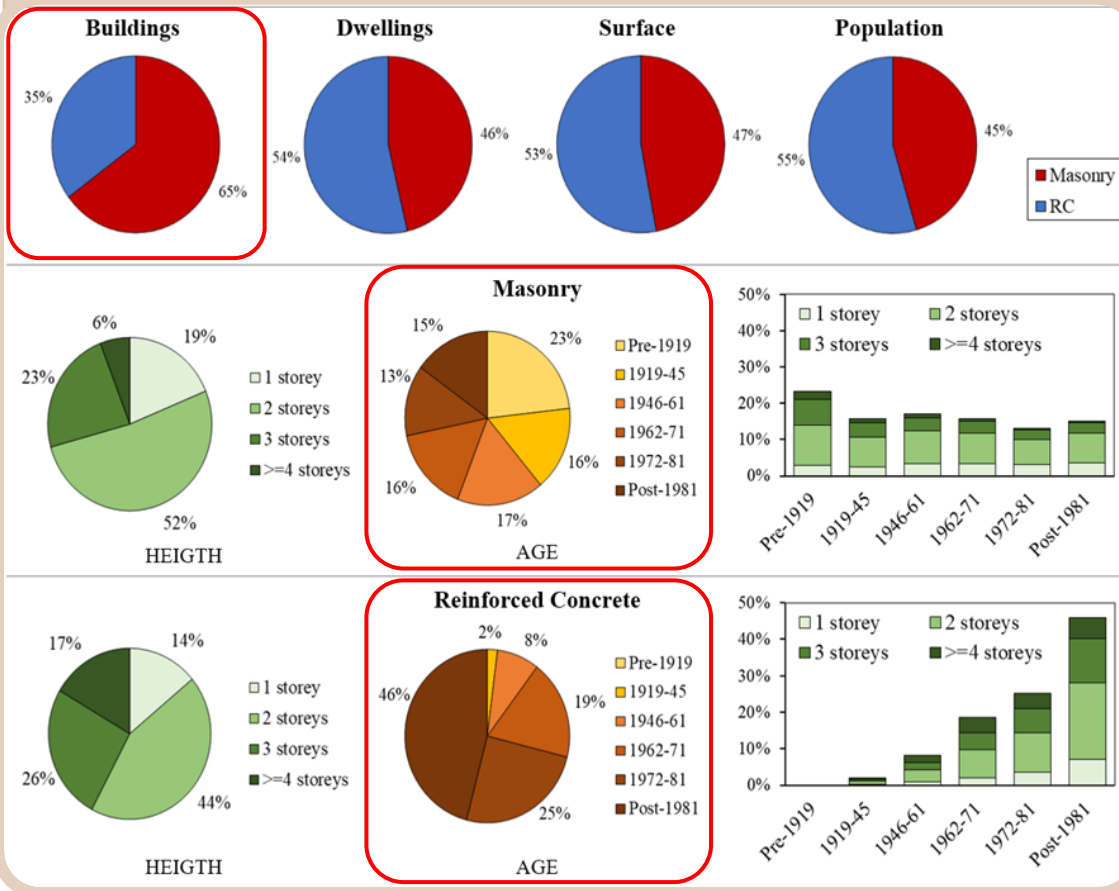 Buildings
Dwellings
Surface
Population
35%
65%
54%
46%
53%
47%
55%
45%
Masonry
RC
6%
19%
23%
52%
1 storey
2 storeys
3 storeys
>=4 storeys
HEIGTH
Masonry
15%
23%
13%
16%
16%
17%
Pre-1919
1919-45
1946-61
1962-71
1972-81
Post-1981
AGE
50%
40%
30%
20%
10%
0%
1 storey
2 storeys
3 storeys
>=4 storeys
Pre-1919
1919-45
1946-61
1962-71
1972-81
Post-1981
17%
14%
26%
44%
1 storey
2 storeys
3 storeys
>=4 storeys
HEIGTH
Reinforced Concrete
2%
8%
46%
19%
25%
Pre-1919
1919-45
1946-61
1962-71
1972-81
Post-1981
AGE
50%
40%
30%
20%
10%
0%
1 storey
2 storeys
3 storeys
>=4 storeys
Pre-1919
1919-45
1946-61
1962-71
1972-81
Post-1981